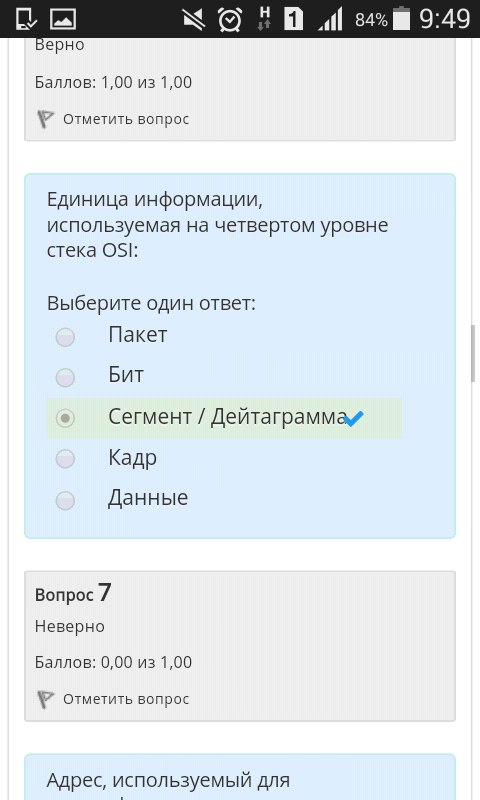 H 1 84% 9:49
Верно
Баллов: 1,00 из 1,00
Отметить вопрос
Единица информации,
используемая на четвертом уровне
стека OSI:
Выберите один ответ:
Пакет
Бит
Сегмент / Дейтаграмма
Кадр
Данные
Вопрос 7
Неверно
Баллов: 0,00 из 1,00
Отметить вопрос
Адрес, используемый для